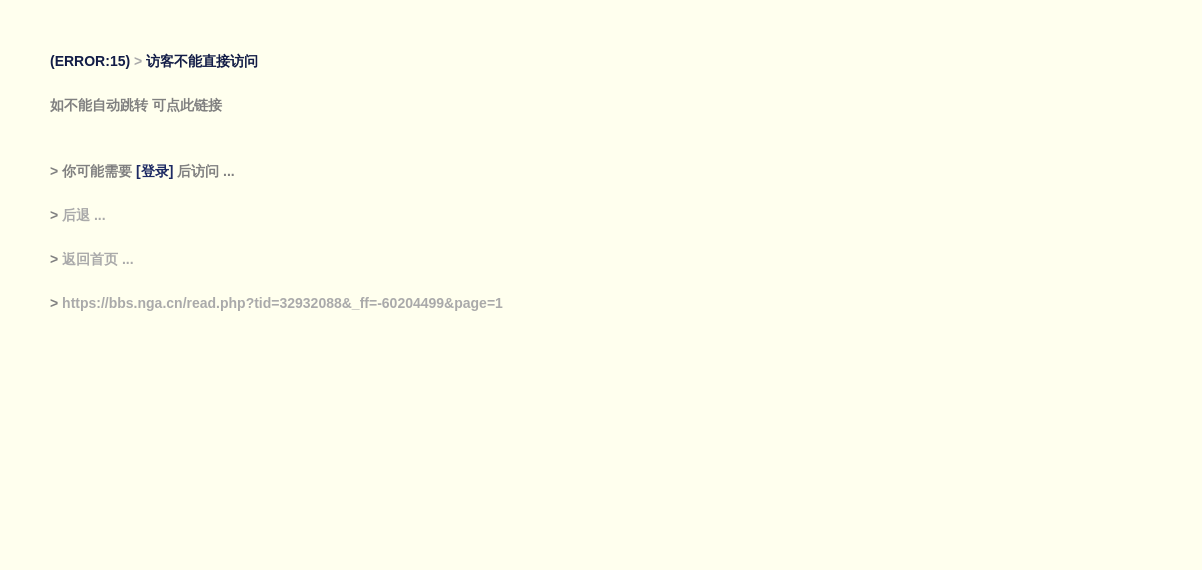 (ERROR:15) > 访客不能直接访问
如不能自动跳转 可点此链接
> 你可能需要 [登录] 后访问 ...
> 后退 ...
> 返回首页 ...
> https://bbs.nga.cn/read.php?tid=32932088&_ff=-60204499&page=1